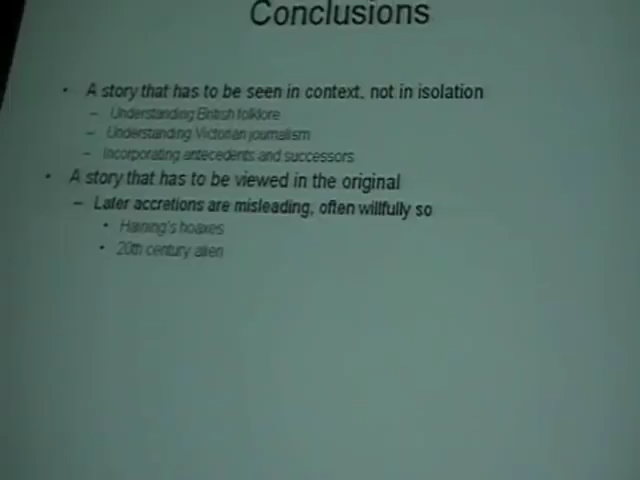 Conclusions
• A story that has to be seen in context, not in isolation
– Understanding British folklore
– Understanding Victorian journalism
– Incorporating antecedents and successors
• A story that has to be viewed in the original
– Later accretions are misleading, often willfully so
• Haining's hoaxes
• 20th century alien